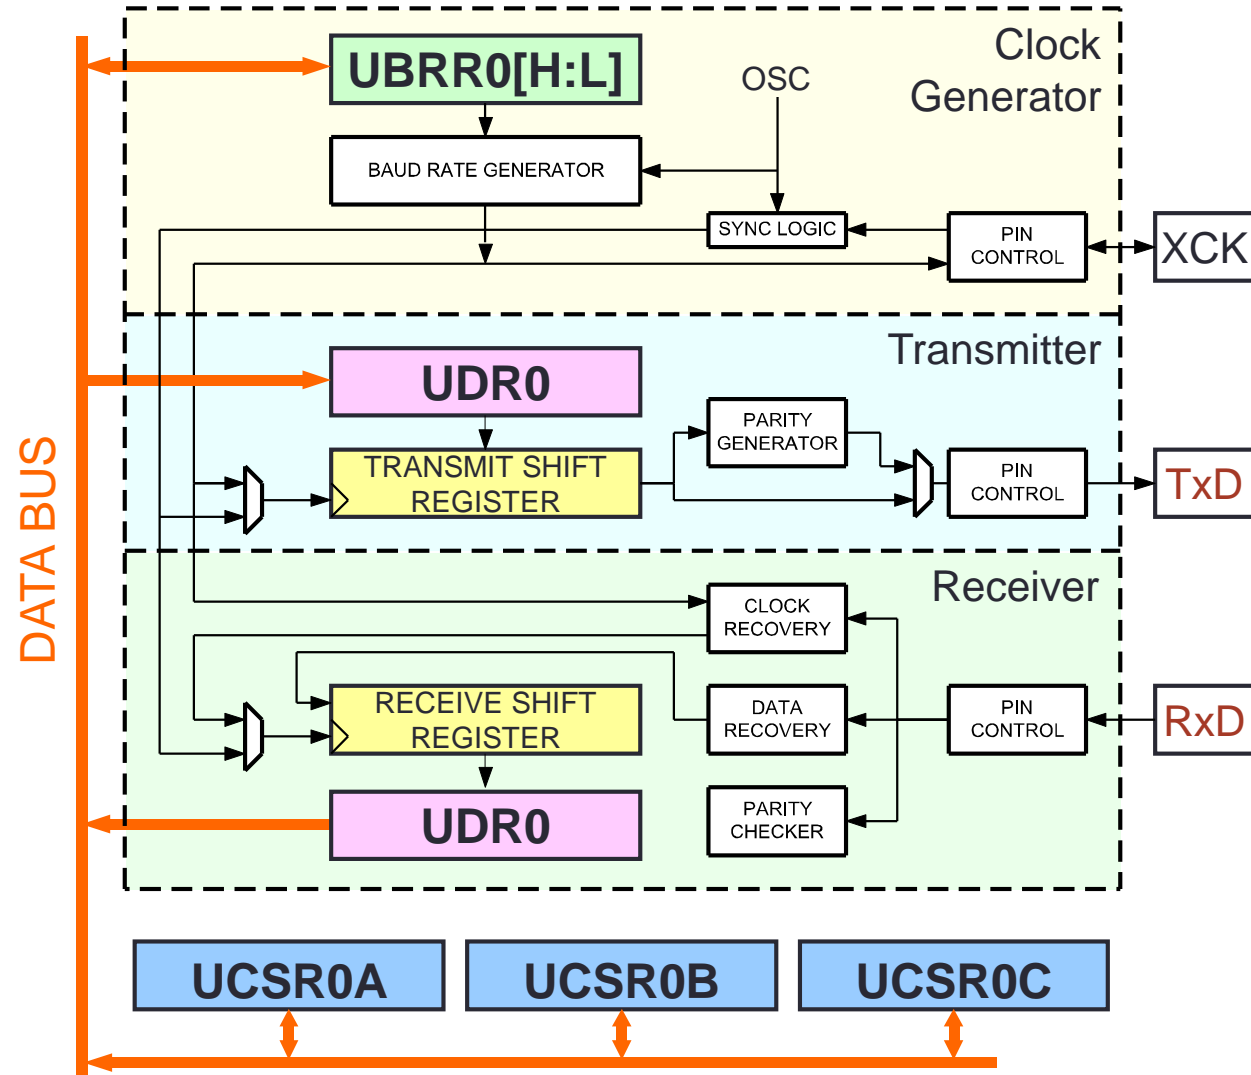 Clock
Generator
UBRR0[H:L]
OSC
BAUD RATE GENERATOR
SYNC LOGIC
PIN
CONTROL
XCK
Transmitter
UDR0
PARITY
GENERATOR
TRANSMIT SHIFT
REGISTER
PIN
CONTROL
TxD
DATA BUS
Receiver
CLOCK
RECOVERY
RECEIVE SHIFT
REGISTER
DATA
RECOVERY
PIN
CONTROL
RxD
UDR0
PARITY
CHECKER
UCSR0A
UCSR0B
UCSR0C